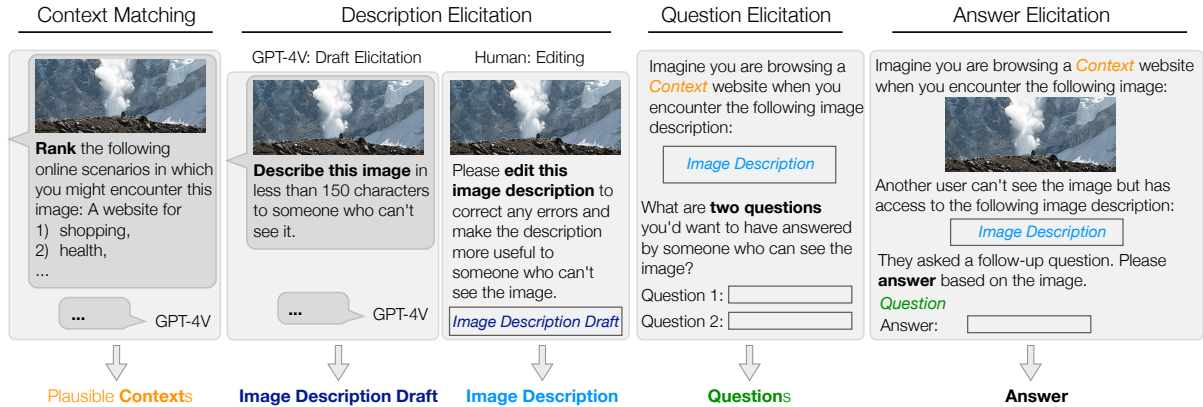 Context Matching
Description Elicitation
Question Elicitation
Answer Elicitation
Rank the following
online scenarios in which
you might encounter this
image: A website for
1) shopping,
2) health,
...
...
GPT-4V
Plausible Contexts
GPT-4V: Draft Elicitation
Describe this image in
less than 150 characters
to someone who can't
see it.
...
GPT-4V
Image Description Draft
Human: Editing
Please edit this
image description to
correct any errors and
make the description
more useful to
someone who can't
see the image.
Image Description Draft
Image Description
Imagine you are browsing a
Context website when you
encounter the following image
description:
Image Description
What are two questions
you'd want to have answered
by someone who can see the
image?
Question 1:
Question 2:
Questions
Imagine you are browsing a Context website
when you encounter the following image:
Another user can't see the image but has
access to the following image description:
Image Description
They asked a follow-up question. Please
answer based on the image.
Question
Answer:
Answer